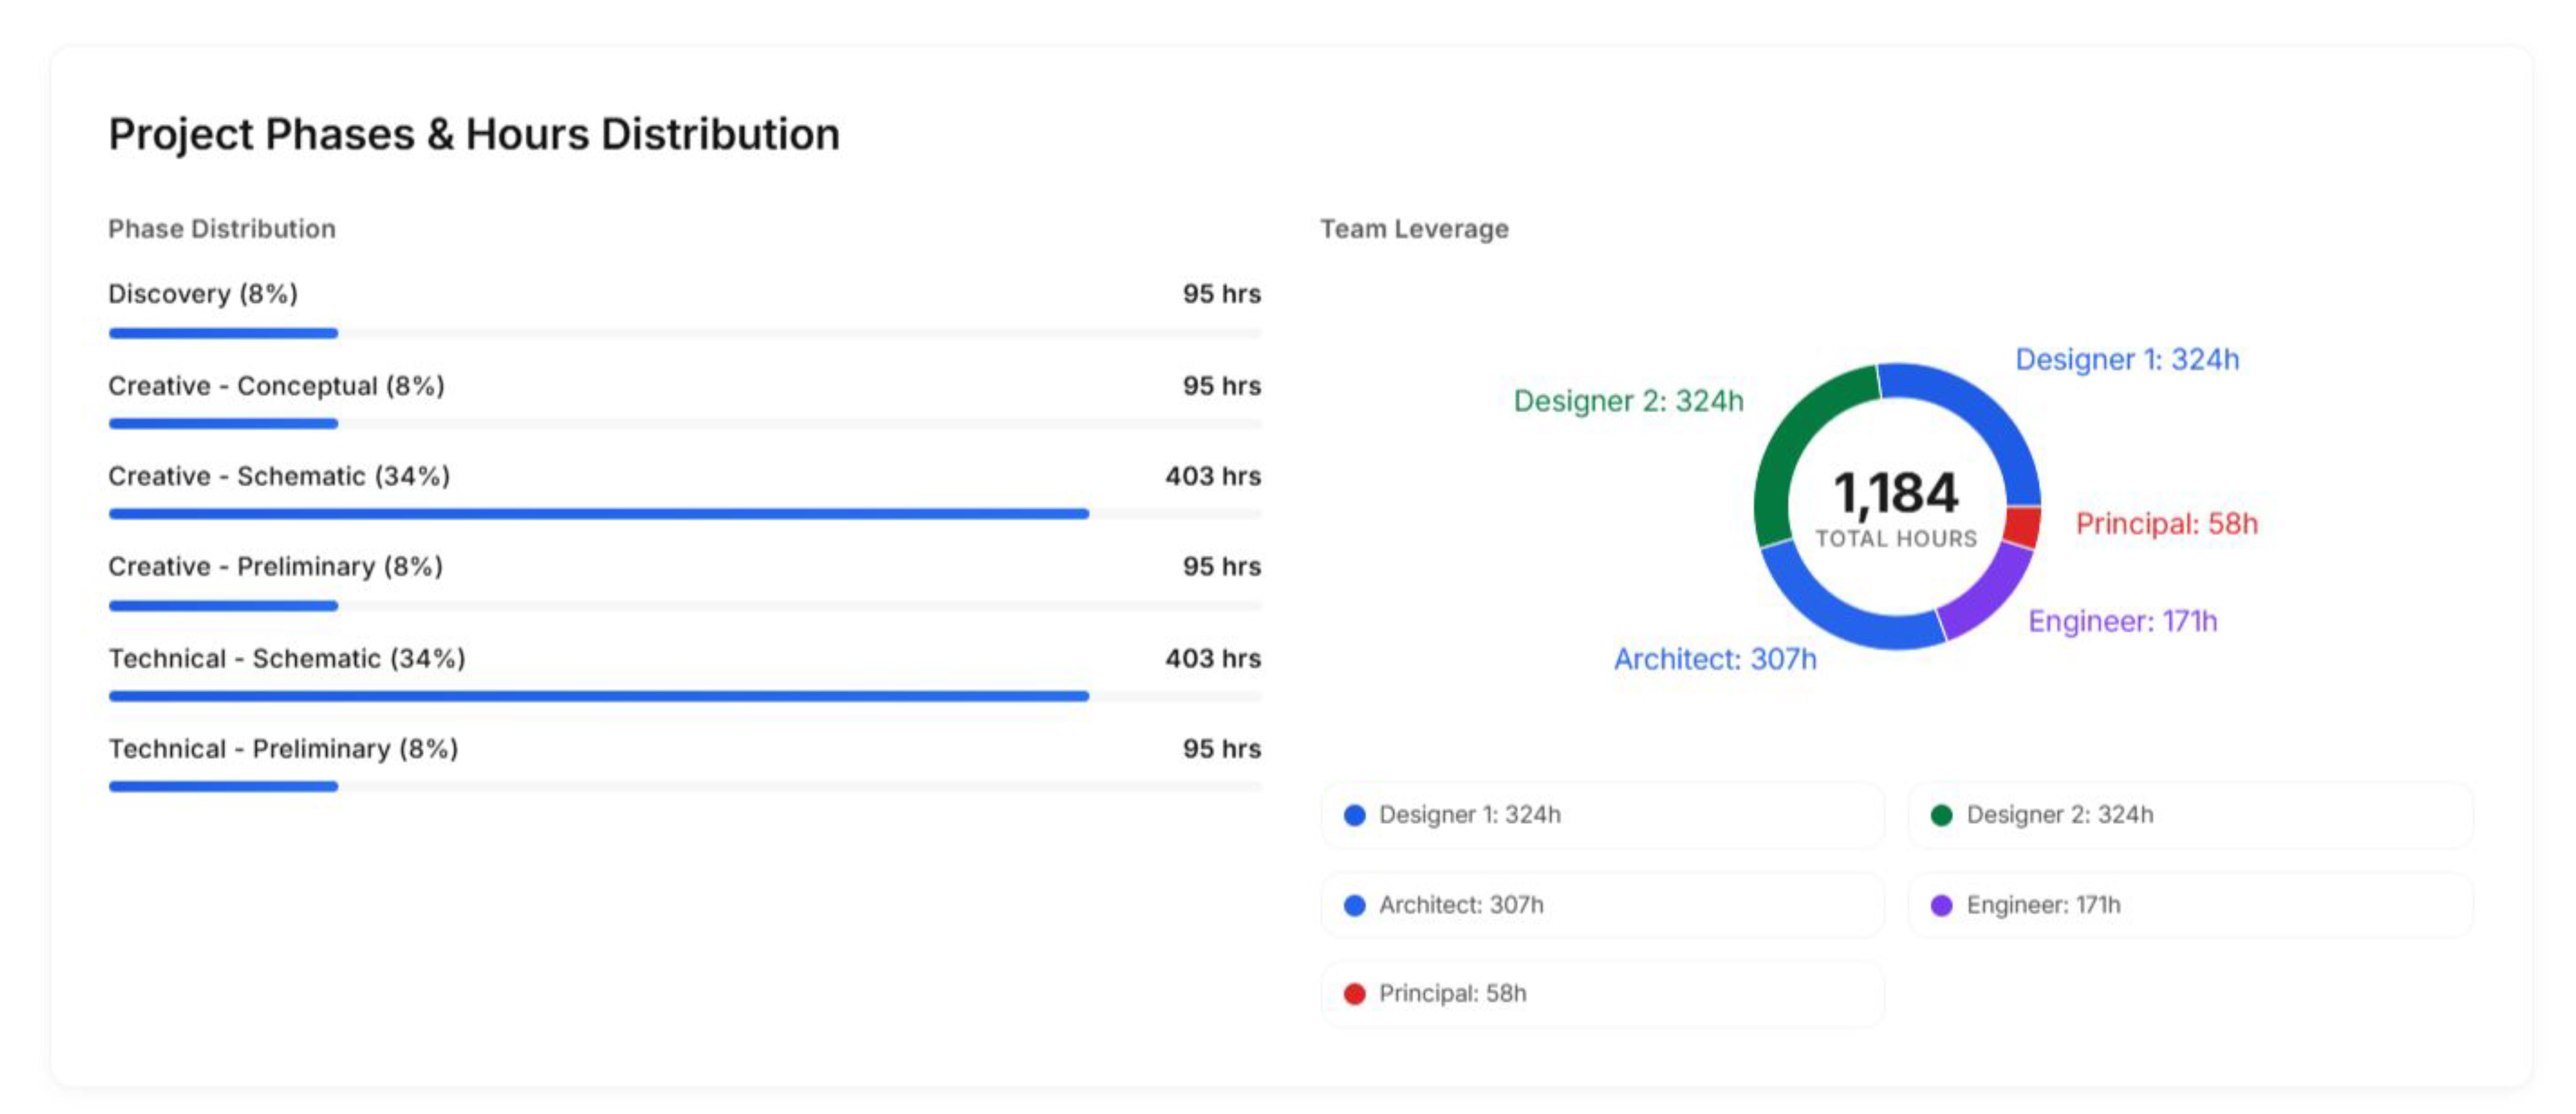 Project Phases & Hours Distribution
Phase Distribution
Discovery (8%) 95 hrs
Creative - Conceptual (8%) 95 hrs
Creative - Schematic (34%) 403 hrs
Creative - Preliminary (8%) 95 hrs
Technical - Schematic (34%) 403 hrs
Technical - Preliminary (8%) 95 hrs
Team Leverage
Designer 1: 324h
Designer 2: 324h
1,184
TOTAL HOURS
Principal: 58h
Engineer: 171h
Architect: 307h
Designer 1: 324h
Designer 2: 324h
Architect: 307h
Engineer: 171h
Principal: 58h